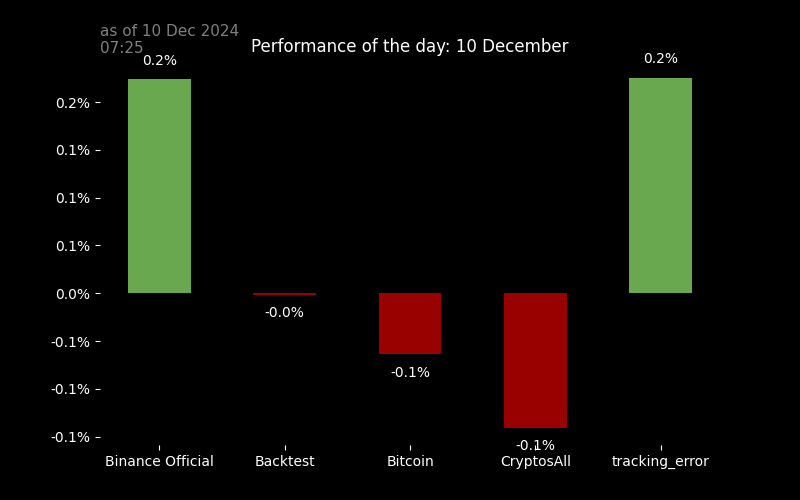 as of 10 Dec 2024
07:25
Performance of the day: 10 December
0.2%
0.2%
0.2%
0.1%
0.1%
0.1%
0.0%
-0.0%
-0.1%
-0.1%
-0.1%
-0.1%
-0.1%
Binance Official
Backtest
Bitcoin
CryptosAll
tracking_error